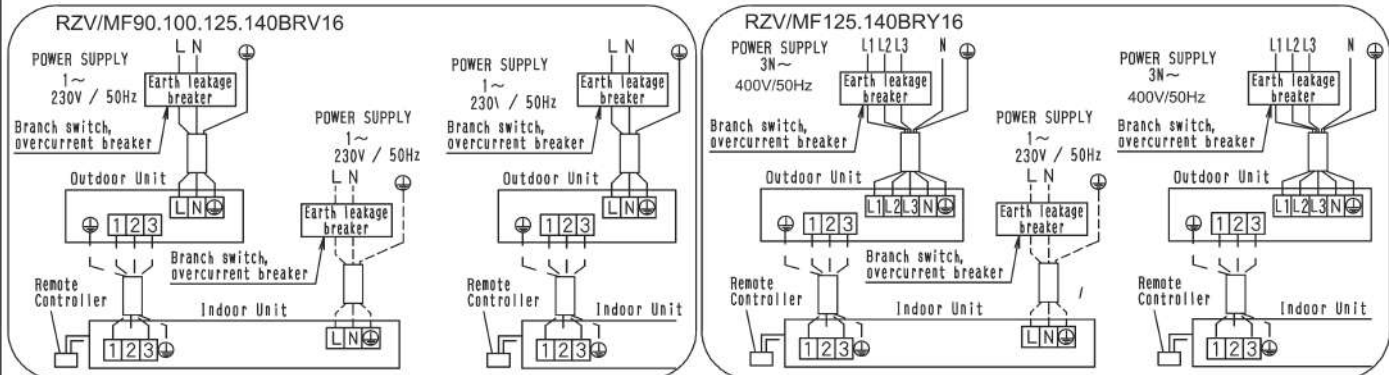 RZV/MF90.100.125.140BRV16
POWER SUPPLY
1~
230V / 50Hz
L N
Earth leakage
breaker
Branch switch,
overcurrent breaker
POWER SUPPLY
1~
230V / 50Hz
L N
Earth leakage
breaker
Branch switch,
overcurrent breaker
Outdoor Unit
L N
1 2 3
Remote
Controller
Indoor Unit
1 2 3
L N
POWER SUPPLY
1~
230\ / 50Hz
L N
Earth leakage
breaker
Branch switch,
overcurrent breaker
Outdoor Unit
L N
1 2 3
Remote
Controller
Indoor Unit
1 2 3
RZV/MF125.140BRY16
POWER SUPPLY
3N~
400V/50Hz
L1 L2 L3 N
Earth leakage
breaker
Branch switch,
overcurrent breaker
POWER SUPPLY
1~
230V / 50Hz
L N
Earth leakage
breaker
Branch switch,
overcurrent breaker
Outdoor Unit
L1 L2 L3 N
1 2 3
Remote
Controller
Indoor Unit
1 2 3
L N
POWER SUPPLY
3N~
400V/50Hz
L1 L2 L3 N
Earth leakage
breaker
Branch switch,
overcurrent breaker
Outdoor Unit
L1 L2 L3 N
1 2 3
Remote
Controller
Indoor Unit
1 2 3